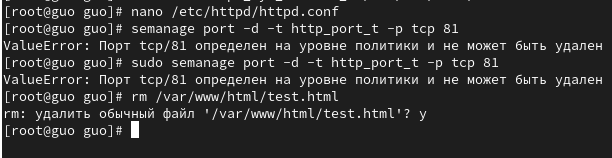 [root@guo guo]# nano /etc/httpd/httpd.conf
[root@guo guo]# semanage port -d -t http_port_t -p tcp 81
ValueError: Порт tcp/81 определен на уровне политики и не может быть удален
[root@guo guo]# sudo semanage port -d -t http_port_t -p tcp 81
ValueError: Порт tcp/81 определен на уровне политики и не может быть удален
[root@guo guo]# rm /var/www/html/test.html
rm: удалить обычный файл '/var/www/html/test.html'? y
[root@guo guo]#